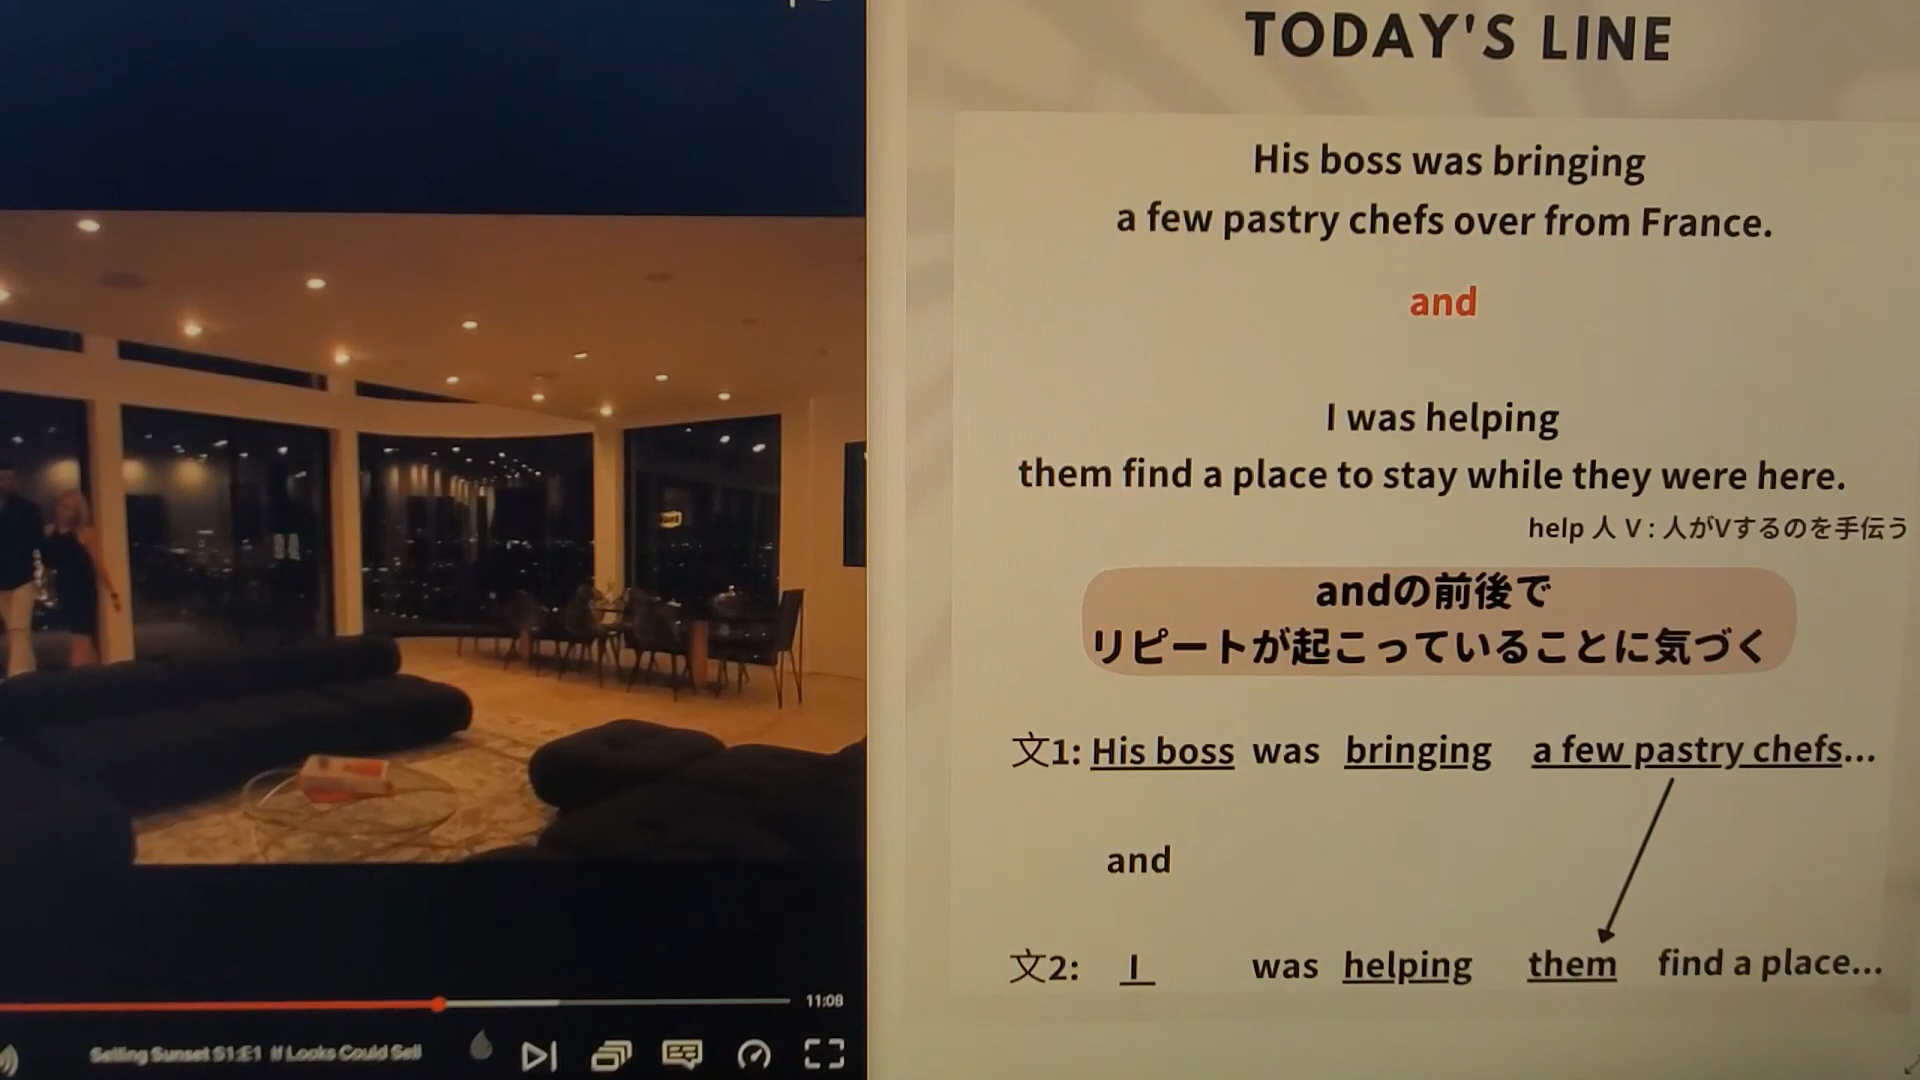 TODAY'S LINE
His boss was bringing
a few pastry chefs over from France.
and
I was helping
them find a place to stay while they were here.
help 人 V : 人がVするのを手伝う
andの前後で
リピートが起こっていることに気づく
文1: His boss was bringing a few pastry chefs...
and
文2: I was helping them find a place...
11:08
Selling Sunset S1:E1 If Looks Could Sell